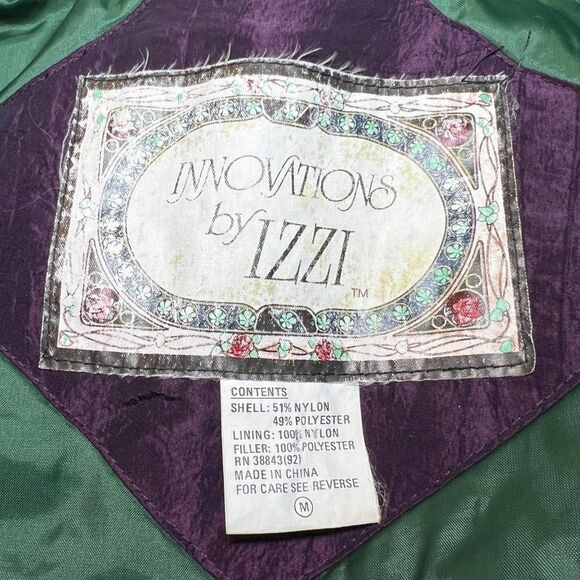 INNOVATIONS
by IZZI
TM
CONTENTS
SHELL: 51% NYLON
49% POLYESTER
LINING: 100% NYLON
FILLER: 100% POLYESTER
RN 38843(92)
MADE IN CHINA
FOR CARE SEE REVERSE
M